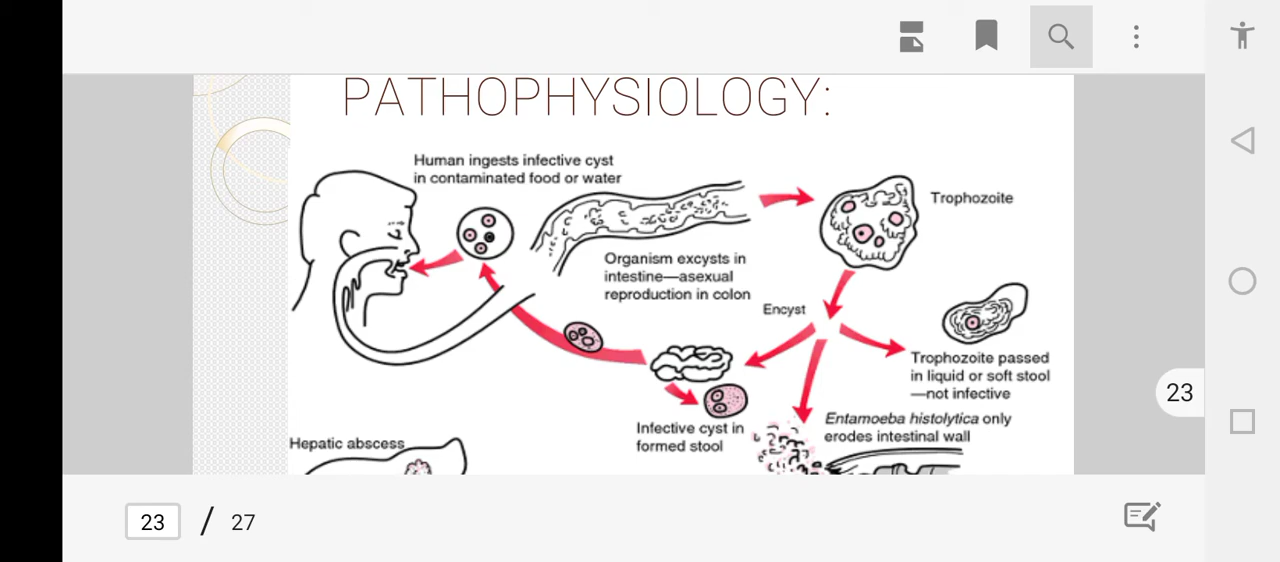 PATHOPHYSIOLOGY:
Human ingests infective cyst
in contaminated food or water
Trophozoite
Organism excysts in
intestine—asexual
reproduction in colon
Encyst
Trophozoite passed
in liquid or soft stool
—not infective
23
Infective cyst in
formed stool
Entamoeba histolytica only
erodes intestinal wall
Hepatic abscess
23 / 27